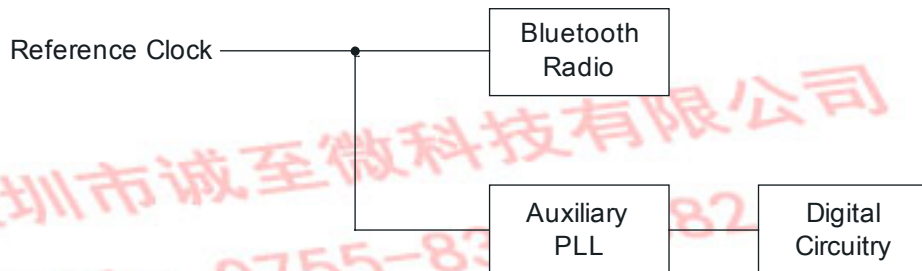 Reference Clock
Bluetooth
Radio
圳市诚至微科技有限公司
Auxiliary
PLL
Digital
Circuitry